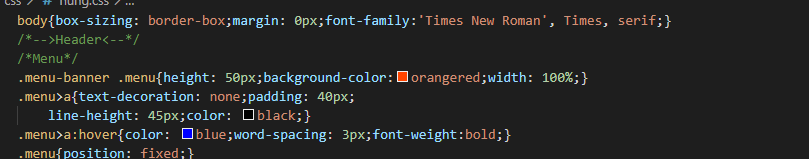 css > # hung.css > ...
body{box-sizing: border-box;margin: 0px;font-family:'Times New Roman', Times, serif;}
/*-->Header<--*/
/*Menu*/
.menu-banner .menu{height: 50px;background-color:orangered;width: 100%;}
.menu>a{text-decoration: none;padding: 40px;
line-height: 45px;color: black;}
.menu>a:hover{color: blue;word-spacing: 3px;font-weight:bold;}
.menu{position: fixed;}